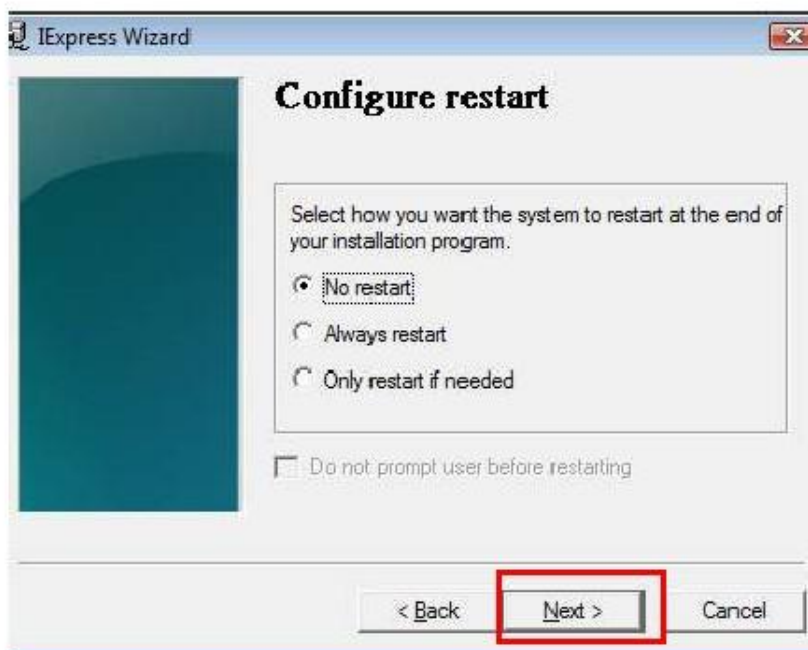 IExpress Wizard
Configure restart
Select how you want the system to restart at the end of
your installation program.
No restart
Always restart
Only restart if needed
Do not prompt user before restarting
< Back
Next >
Cancel